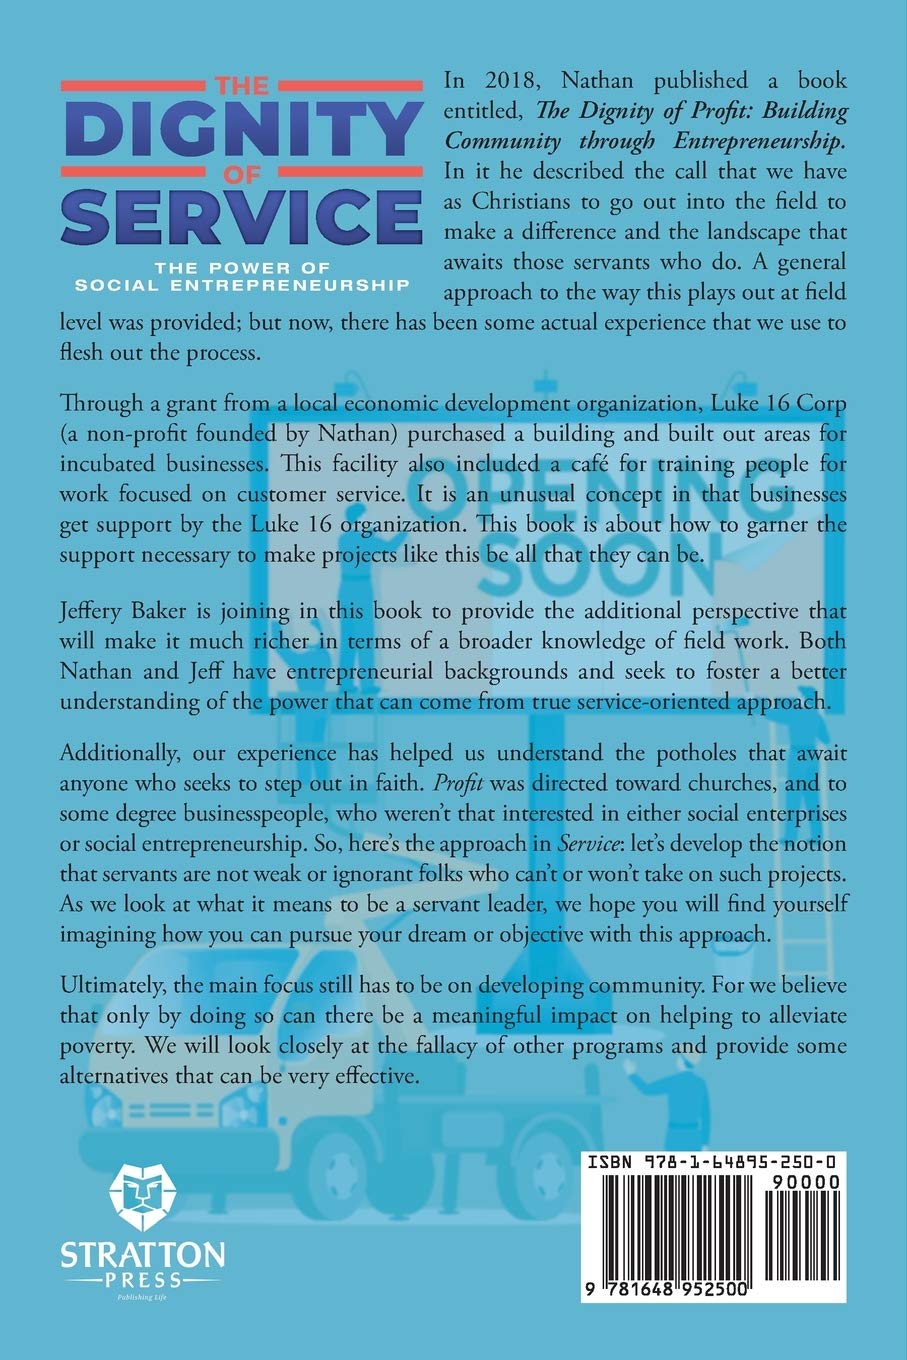 THE
DIGNITY
OF
SERVICE
THE POWER OF
SOCIAL ENTREPRENEURSHIP
In 2018, Nathan published a book
entitled, The Dignity of Profit: Building
Community through Entrepreneurship.
In it he described the call that we have
as Christians to go out into the field to
make a difference and the landscape that
awaits those servants who do. A general
approach to the way this plays out at field
level was provided; but now, there has been some actual experience that we use to
flesh out the process.
Through a grant from a local economic development organization, Luke 16 Corp
(a non-profit founded by Nathan) purchased a building and built out areas for
incubated businesses. This facility also included a café for training people for
work focused on customer service. It is an unusual concept in that businesses
get support by the Luke 16 organization. This book is about how to garner the
support necessary to make projects like this be all that they can be.
OPENING
SOON
Jeffery Baker is joining in this book to provide the additional perspective that
will make it much richer in terms of a broader knowledge of field work. Both
Nathan and Jeff have entrepreneurial backgrounds and seek to foster a better
understanding of the power that can come from true service-oriented approach.
Additionally, our experience has helped us understand the potholes that await
anyone who seeks to step out in faith. Profit was directed toward churches, and to
some degree businesspeople, who weren't that interested in either social enterprises
or social entrepreneurship. So, here's the approach in Service: let's develop the notion
that servants are not weak or ignorant folks who can't or won't take on such projects.
As we look at what it means to be a servant leader, we hope you will find yourself
imagining how you can pursue your dream or objective with this approach.
Ultimately, the main focus still has to be on developing community. For we believe
that only by doing so can there be a meaningful impact on helping to alleviate
poverty. We will look closely at the fallacy of other programs and provide some
alternatives that can be very effective.
STRATTON
PRESS
Publishing Life
ISBN 978-1-64895-250-0
90000
9 781648 952500